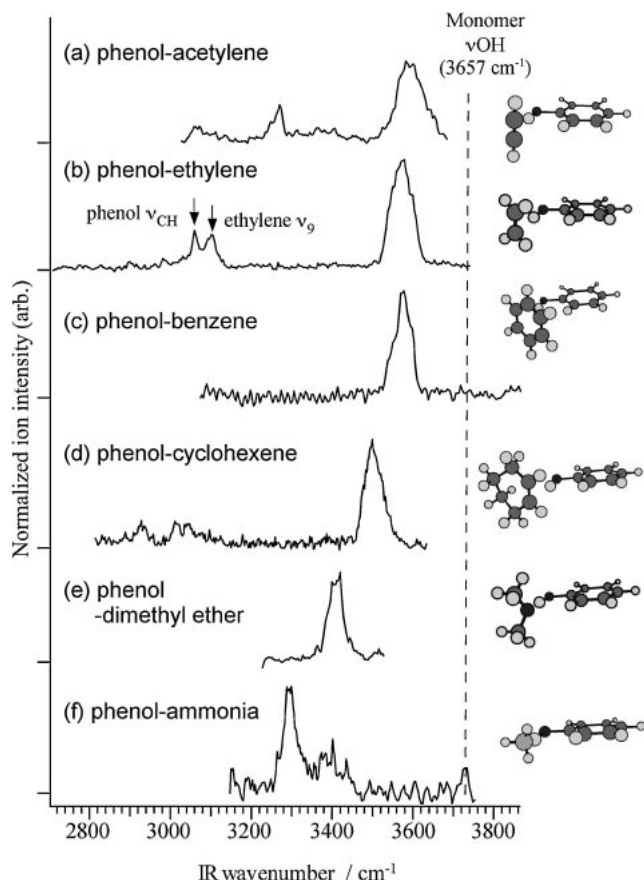 Monomer
νOH
(3657 cm⁻¹)
(a) phenol-acetylene
(b) phenol-ethylene
phenol ν_CH
ethylene ν₉
(c) phenol-benzene
(d) phenol-cyclohexene
(e) phenol
-dimethyl ether
(f) phenol-ammonia
Normalized ion intensity (arb.)
2800 3000 3200 3400 3600 3800
IR wavenumber / cm⁻¹